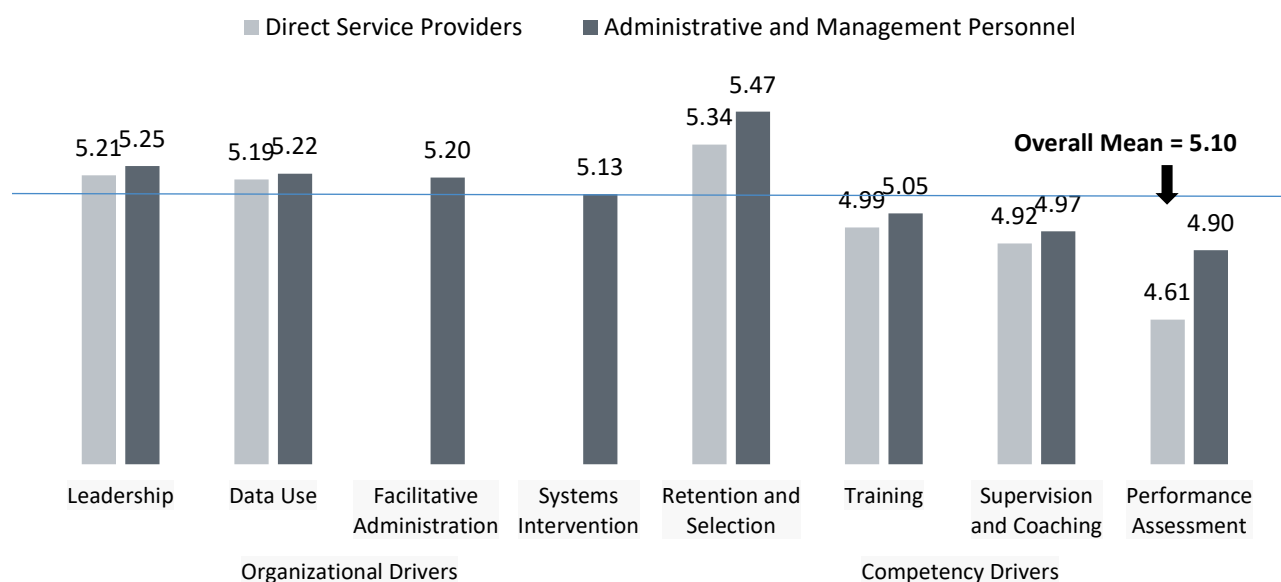 Direct Service Providers
Administrative and Management Personnel
5.21
5.25
5.19
5.22
5.20
5.13
5.34
5.47
4.99
5.05
4.92
4.97
4.61
4.90
Overall Mean = 5.10
Leadership
Data Use
Facilitative
Administration
Systems
Intervention
Retention and
Selection
Training
Supervision
and Coaching
Performance
Assessment
Organizational Drivers
Competency Drivers